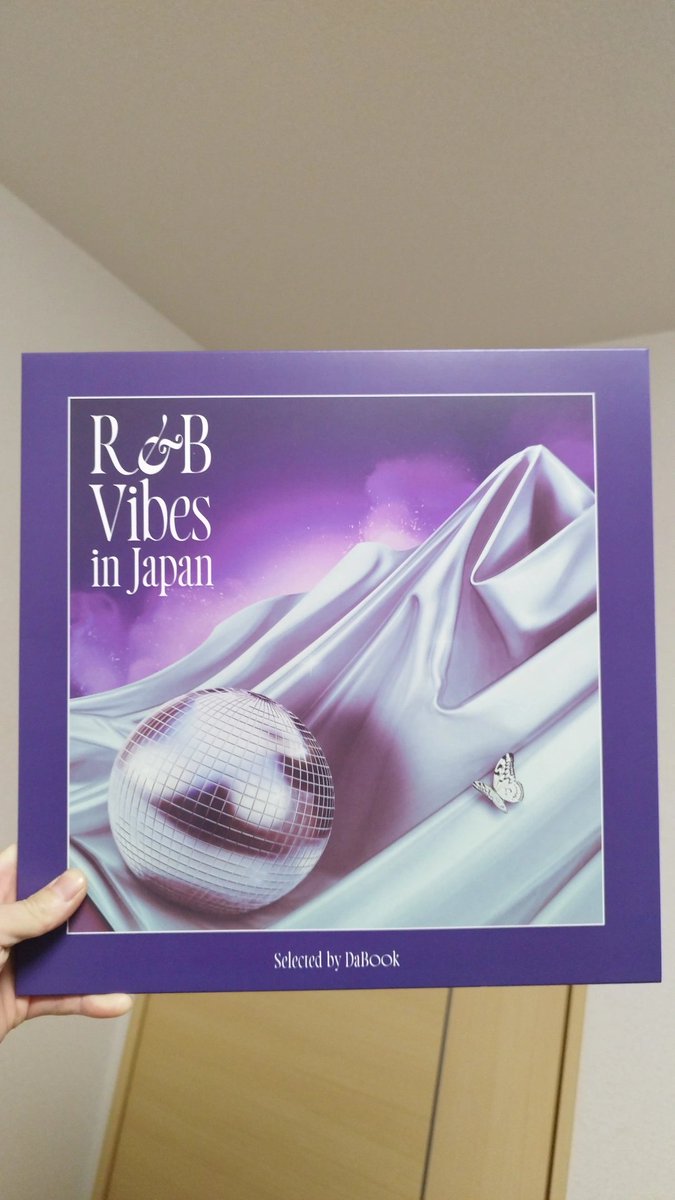 R&B
Vibes
in Japan
Selected by DaBook